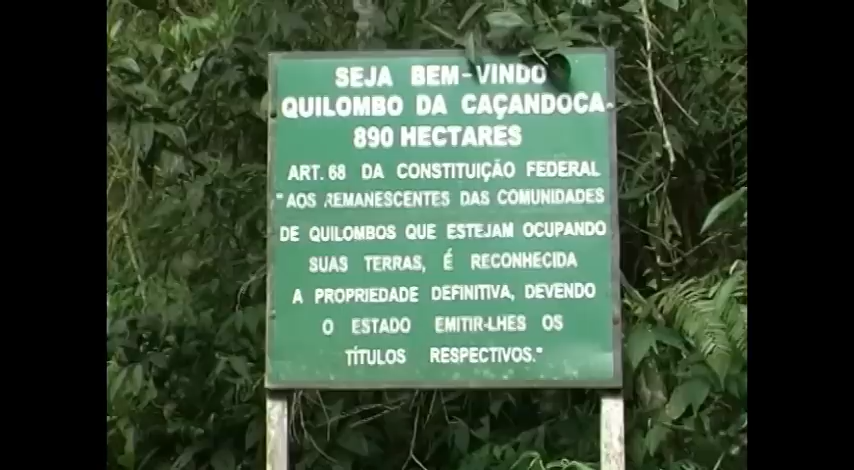 SEJA BEM-VINDO
QUILOMBO DA CAÇANDOCA
890 HECTARES
ART. 68 DA CONSTITUIÇÃO FEDERAL
"AOS REMANESCENTES DAS COMUNIDADES
DE QUILOMBOS QUE ESTEJAM OCUPANDO
SUAS TERRAS, É RECONHECIDA
A PROPRIEDADE DEFINITIVA, DEVENDO
O ESTADO EMITIR-LHES OS
TÍTULOS RESPECTIVOS."